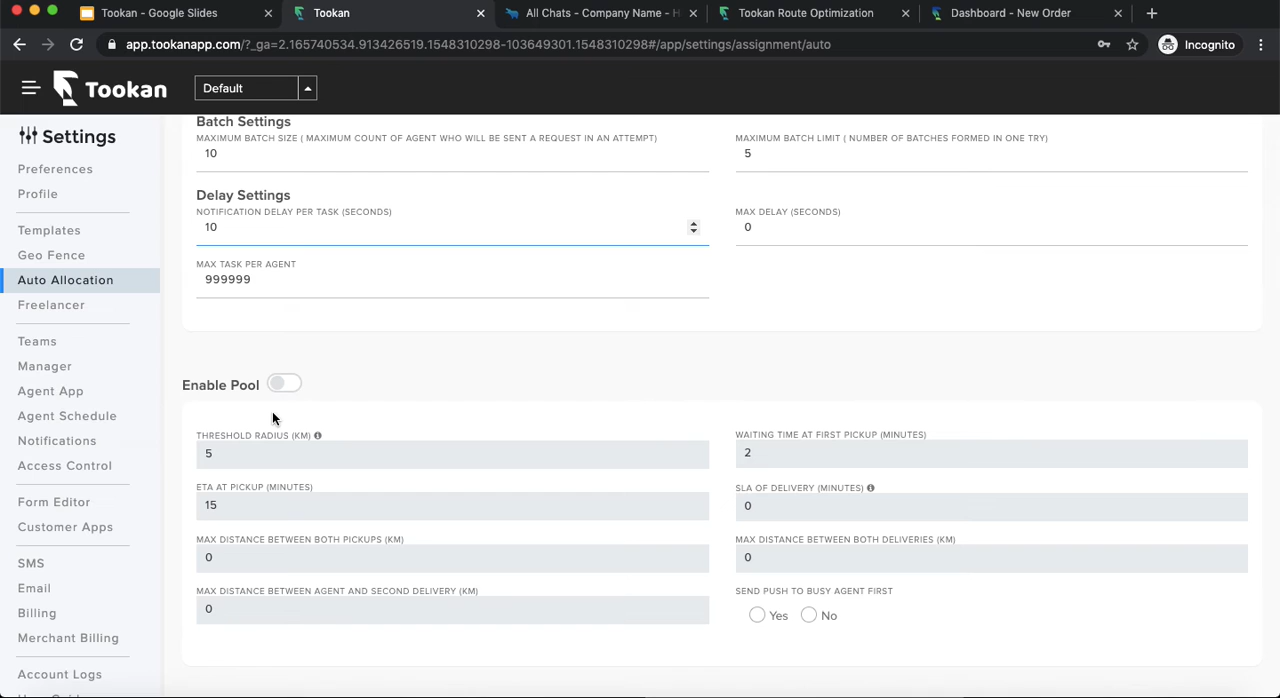 Tookan - Google Slides
Tookan
All Chats - Company Name - H
Tookan Route Optimization
Dashboard - New Order
app.tookanapp.com/?_ga=2.165740534.913426519.1548310298-103649301.1548310298#/app/settings/assignment/auto
Incognito
Tookan
Default
Settings
Preferences
Profile
Templates
Geo Fence
Auto Allocation
Freelancer
Teams
Manager
Agent App
Agent Schedule
Notifications
Access Control
Form Editor
Customer Apps
SMS
Email
Billing
Merchant Billing
Account Logs
Batch Settings
MAXIMUM BATCH SIZE ( MAXIMUM COUNT OF AGENT WHO WILL BE SENT A REQUEST IN AN ATTEMPT)
10
MAXIMUM BATCH LIMIT ( NUMBER OF BATCHES FORMED IN ONE TRY)
5
Delay Settings
NOTIFICATION DELAY PER TASK (SECONDS)
10
MAX DELAY (SECONDS)
0
MAX TASK PER AGENT
999999
Enable Pool
THRESHOLD RADIUS (KM)
5
WAITING TIME AT FIRST PICKUP (MINUTES)
2
ETA AT PICKUP (MINUTES)
15
SLA OF DELIVERY (MINUTES)
0
MAX DISTANCE BETWEEN BOTH PICKUPS (KM)
0
MAX DISTANCE BETWEEN BOTH DELIVERIES (KM)
0
MAX DISTANCE BETWEEN AGENT AND SECOND DELIVERY (KM)
0
SEND PUSH TO BUSY AGENT FIRST
Yes No